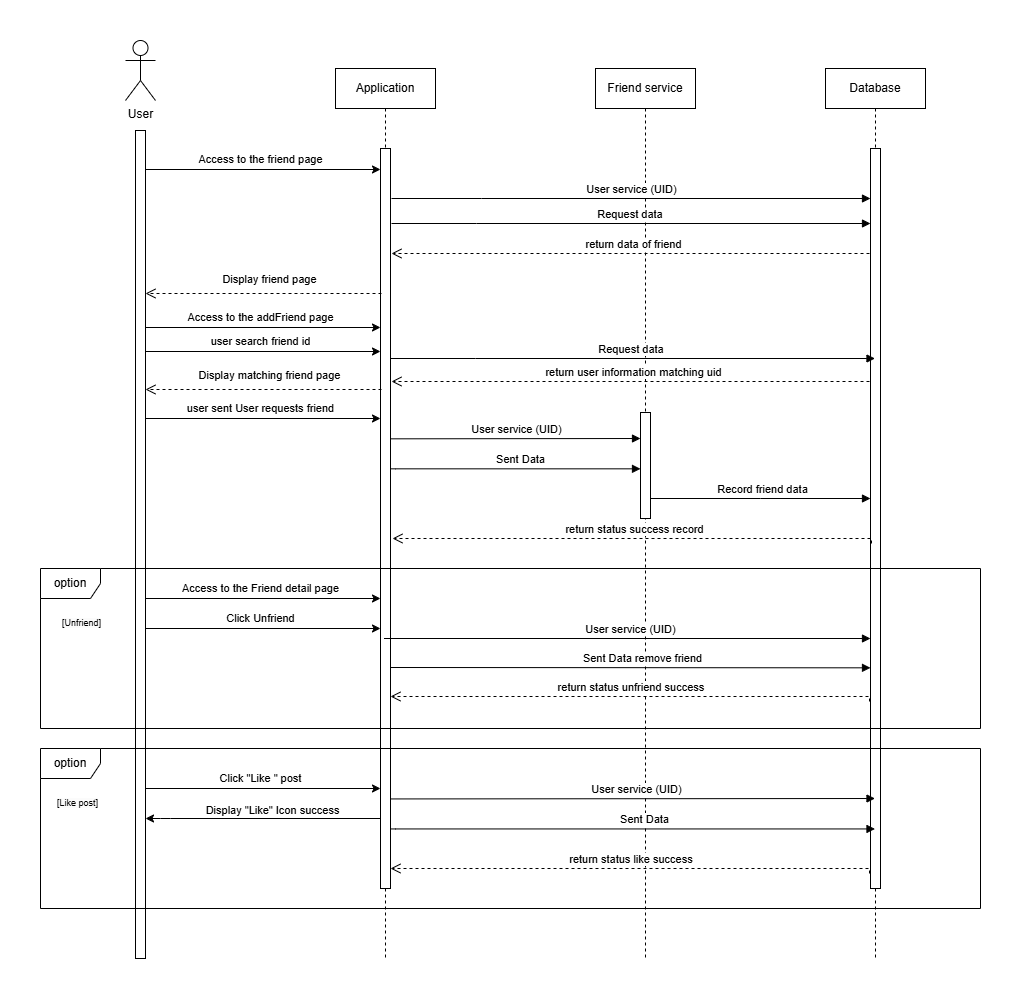 User
Application
Friend service
Database
Access to the friend page
User service (UID)
Request data
return data of friend
Display friend page
Access to the addFriend page
user search friend id
Request data
return user information matching uid
Display matching friend page
user sent User requests friend
User service (UID)
Sent Data
Record friend data
return status success record
option
[Unfriend]
Access to the Friend detail page
Click Unfriend
User service (UID)
Sent Data remove friend
return status unfriend success
option
[Like post]
Click "Like " post
User service (UID)
Display "Like" Icon success
Sent Data
return status like success